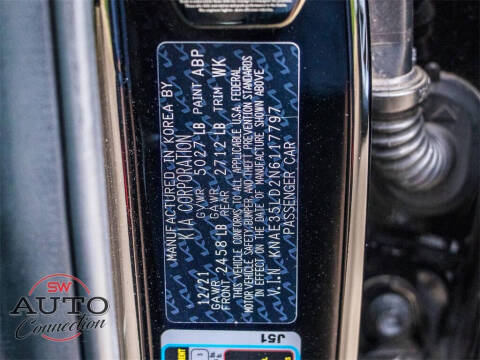 MANUFACTURED IN KOREA BY
KIA CORPORATION
12/21 GVWR 5027 LB PAINT ABP
GAWR FRONT 2458 LB GAWR REAR 2712 LB TRIM WK
THIS VEHICLE CONFORMS TO ALL APPLICABLE U.S.A. FEDERAL
MOTOR VEHICLE SAFETY, BUMPER, AND THEFT PREVENTION STANDARDS
IN EFFECT ON THE DATE OF MANUFACTURE SHOWN ABOVE
V.I.N KNAE35LD2N6117797
PASSENGER CAR
J51
SW
AUTO
Connection